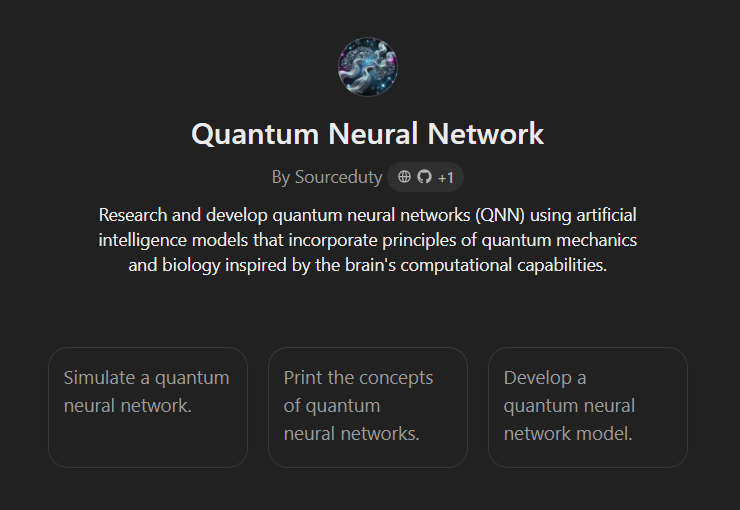 Quantum Neural Network
By Sourceduty +1
Research and develop quantum neural networks (QNN) using artificial
intelligence models that incorporate principles of quantum mechanics
and biology inspired by the brain's computational capabilities.
Simulate a quantum
neural network.
Print the concepts
of quantum
neural networks.
Develop a
quantum neural
network model.